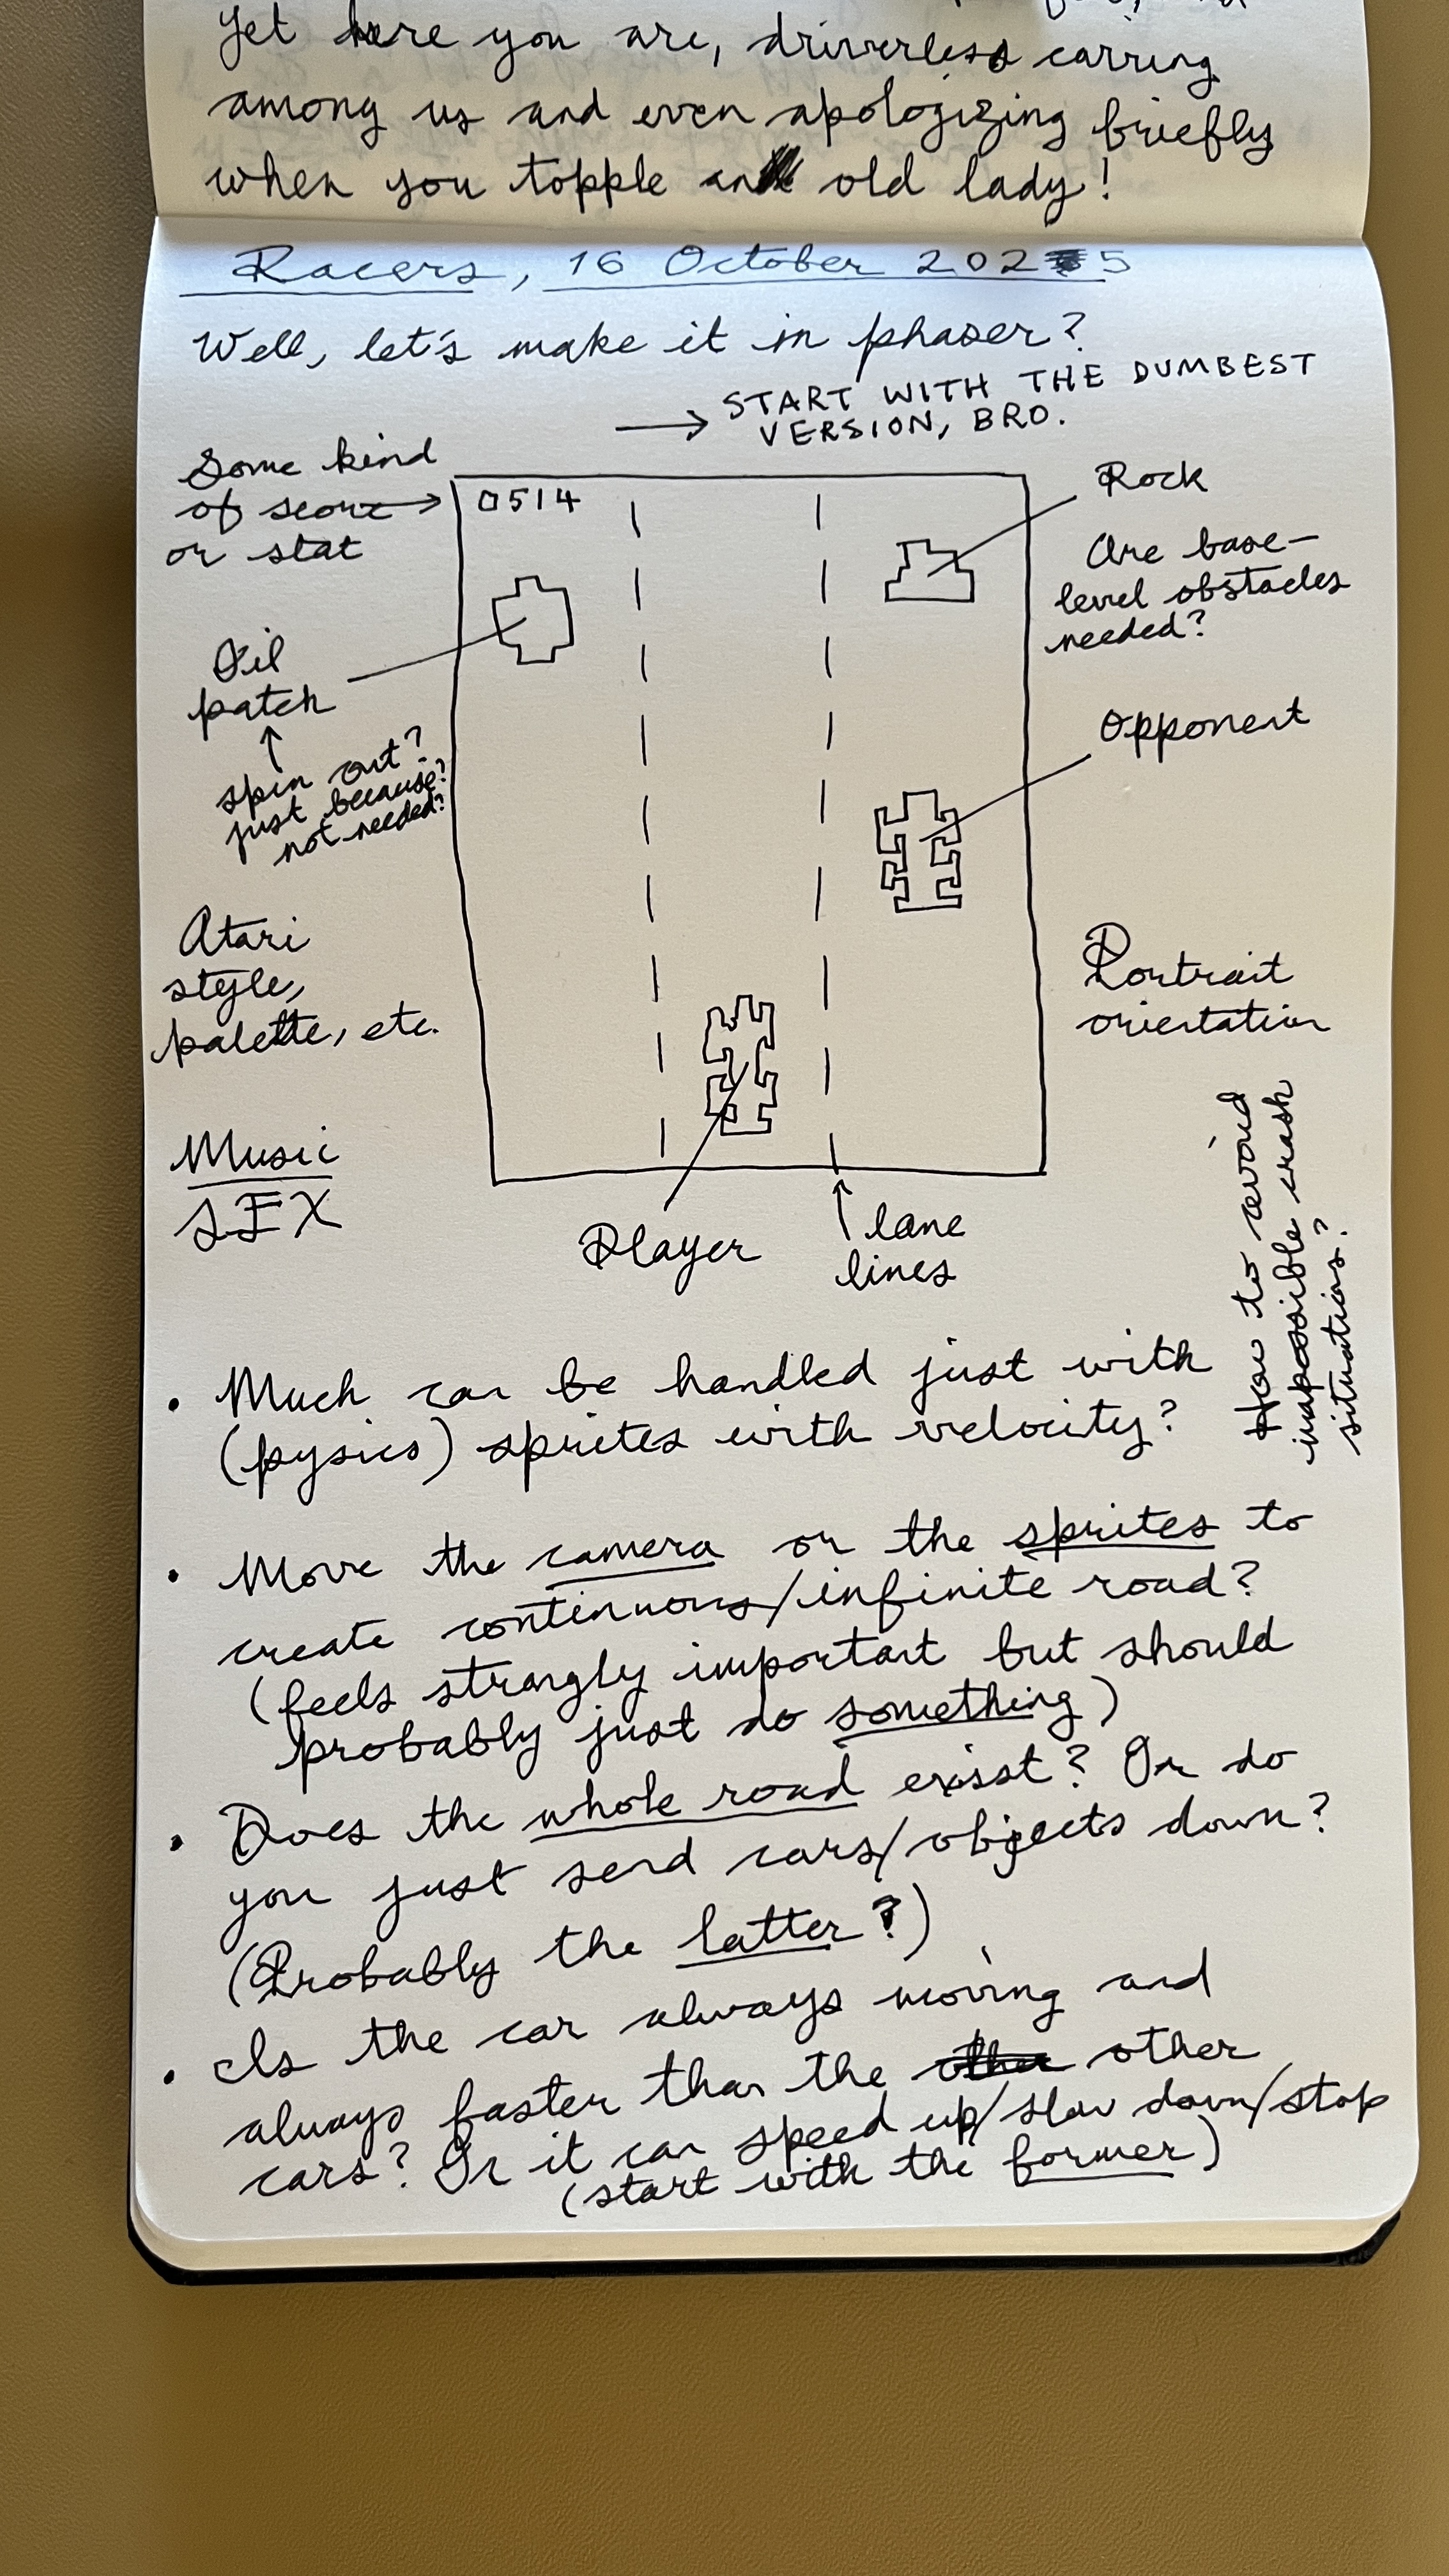 Yet here you are, driverless carring
among us and even apologizing briefly
when you topple an old lady!
Racers, 16 October 2025
Well, let's make it in phaser?
→ START WITH THE DUMBEST
VERSION, BRO.
Some kind
of score
or stat
0514
Rock
Are base-
level obstacles
needed?
Oil
patch
spin out?
just because?
not needed?
Opponent
Atari
style,
palette, etc.
Portrait
orientation
Music
SFX
Player
lane
lines
How to avoid
impossible crash
situations?
• Much can be handled just with
(pysics) sprites with velocity?
• Move the camera or the sprites to
create continuous/infinite road?
(feels strangly important but should
probably just do something)
• Does the whole road exisst? Or do
you just send cars/objects down?
(Probably the latter?)
• Is the car always moving and
always faster than the other
cars? Or it can speed up/slow down/stop
(start with the former)